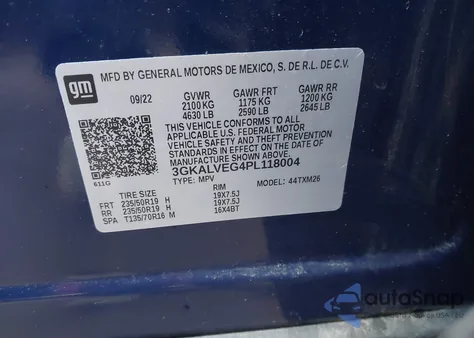 gm
MFD BY GENERAL MOTORS DE MEXICO, S. DE R.L. DE C.V.
09/22 GVWR GAWR FRT GAWR RR
2100 KG 1175 KG 1200 KG
4630 LB 2590 LB 2645 LB
THIS VEHICLE CONFORMS TO ALL
APPLICABLE U.S. FEDERAL MOTOR
VEHICLE SAFETY AND THEFT PREVENTION
STANDARDS IN EFFECT ON THE DATE OF
MANUFACTURE SHOWN ABOVE.
3GKALVEG4PL118004
611G TYPE: MPV MODEL: 44TXM26
TIRE SIZE RIM
FRT 235/50R19 H 19X7.5J
RR 235/50R19 H 19X7.5J
SPA T135/70R16 M 16X4BT
autoSnap